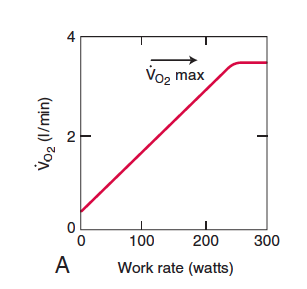 4
V̇O₂ max
V̇O₂ (l/min)
2
0
0 100 200 300
A Work rate (watts)